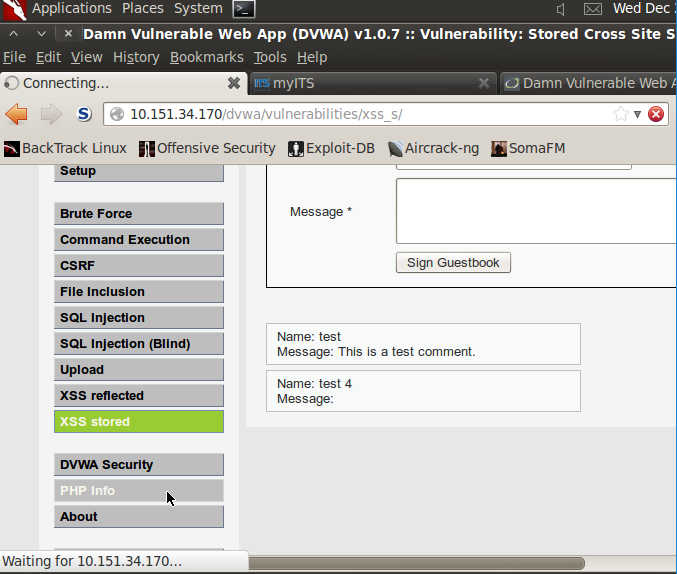 Applications Places System Wed Dec
Damn Vulnerable Web App (DVWA) v1.0.7 :: Vulnerability: Stored Cross Site S
File Edit View History Bookmarks Tools Help
Connecting... ITS myITS Damn Vulnerable Web A
S 10.151.34.170/dvwa/vulnerabilities/xss_s/
BackTrack Linux Offensive Security Exploit-DB Aircrack-ng SomaFM
Setup
Brute Force
Command Execution
CSRF
File Inclusion
SQL Injection
SQL Injection (Blind)
Upload
XSS reflected
XSS stored
DVWA Security
PHP Info
About
Message *
Sign Guestbook
Name: test
Message: This is a test comment.
Name: test 4
Message:
Waiting for 10.151.34.170...